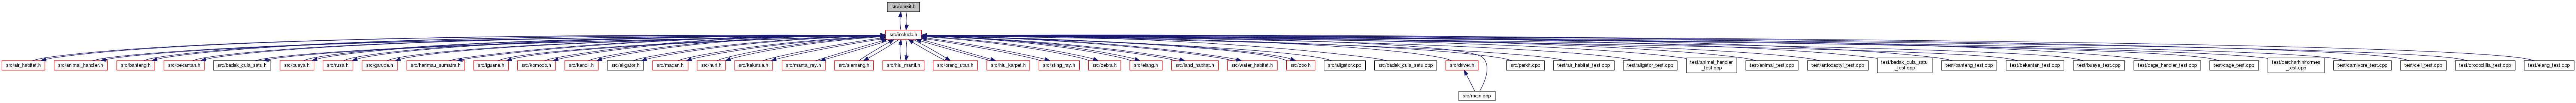 src/parkit.h
src/include.h
src/air_habitat.h
src/animal_handler.h
src/banteng.h
src/bekantan.h
src/badak_cula_satu.h
src/buaya.h
src/rusa.h
src/garuda.h
src/harimau_sumatra.h
src/iguana.h
src/komodo.h
src/kancil.h
src/aligator.h
src/macan.h
src/nuri.h
src/kakatua.h
src/manta_ray.h
src/siamang.h
src/hiu_martil.h
src/orang_utan.h
src/hiu_karpet.h
src/sting_ray.h
src/zebra.h
src/elang.h
src/land_habitat.h
src/water_habitat.h
src/zoo.h
src/aligator.cpp
src/badak_cula_satu.cpp
src/driver.h
src/parkit.cpp
test/air_habitat_test.cpp
test/aligator_test.cpp
test/animal_handler
_test.cpp
test/animal_test.cpp
test/artiodactyl_test.cpp
test/badak_cula_satu
_test.cpp
test/banteng_test.cpp
test/bekantan_test.cpp
test/buaya_test.cpp
test/cage_handler_test.cpp
test/cage_test.cpp
test/carcharhiniformes
_test.cpp
test/carnivore_test.cpp
test/cell_test.cpp
test/crocodilia_test.cpp
test/elang_test.cpp
src/main.cpp